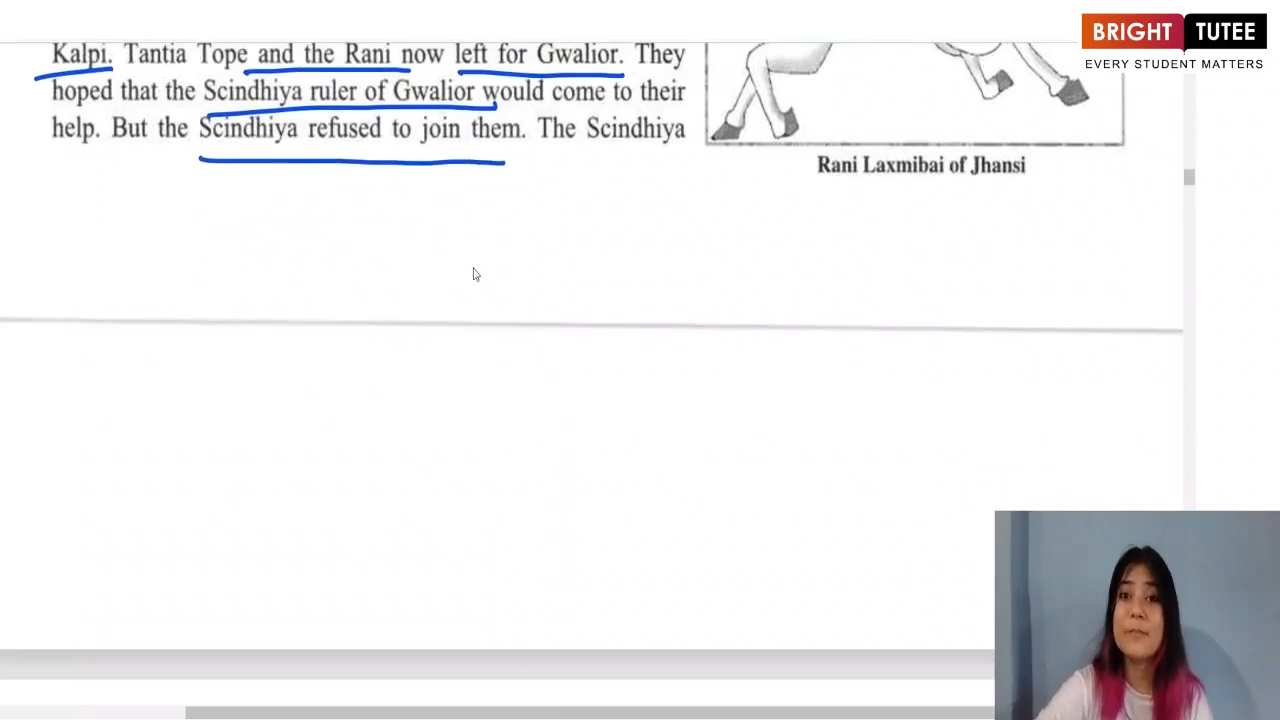 BRIGHT TUTEE
EVERY STUDENT MATTERS
Kalpi. Tantia Tope and the Rani now left for Gwalior. They
hoped that the Scindhiya ruler of Gwalior would come to their
help. But the Scindhiya refused to join them. The Scindhiya
Rani Laxmibai of Jhansi